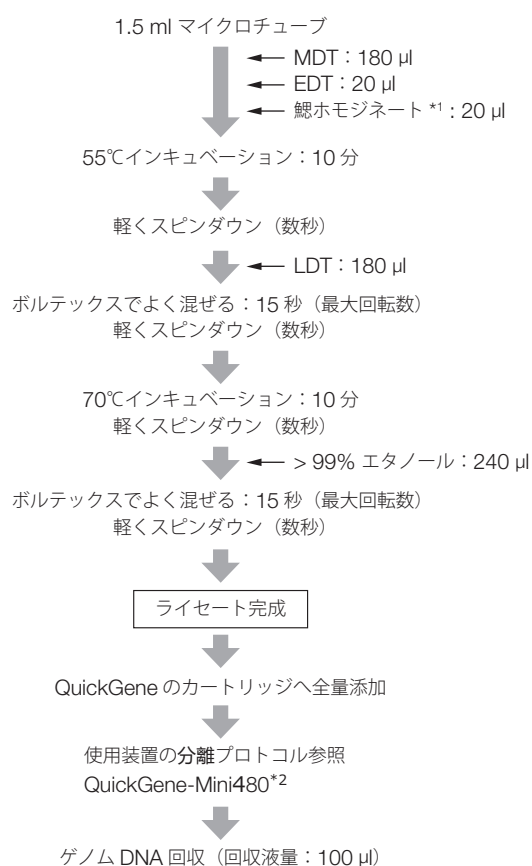 1.5 ml マイクロチューブ
MDT：180 µl
EDT：20 µl
鰓ホモジネート *1 : 20 µl
55℃インキュベーション：10 分
軽くスピンダウン（数秒）
LDT：180 µl
ボルテックスでよく混ぜる：15 秒（最大回転数）
軽くスピンダウン（数秒）
70℃インキュベーション：10 分
軽くスピンダウン（数秒）
> 99% エタノール：240 µl
ボルテックスでよく混ぜる：15 秒（最大回転数）
軽くスピンダウン（数秒）
ライセート完成
QuickGene のカートリッジへ全量添加
使用装置の分離プロトコル参照
QuickGene-Mini480*2
ゲノム DNA 回収（回収液量：100 µl）